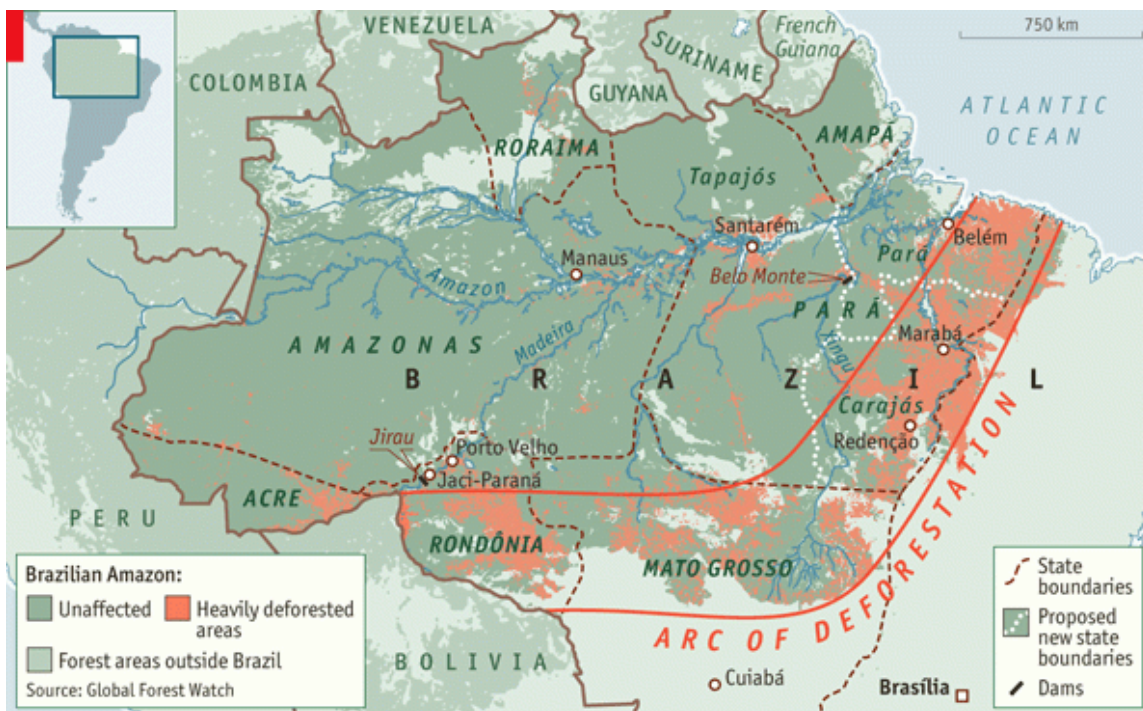 750 km
VENEZUELA
French
Guiana
SURINAME
COLOMBIA
GUYANA
ATLANTIC
OCEAN
RORAIMA
AMAPÁ
Tapajós
Santarém
Belém
Pará
Manaus
Belo Monte
Amazon
PARÁ
Madeira
Xingu
Marabá
AMAZONAS
BRAZIL
Carajás
Redenção
Jirau
Porto Velho
Jaci-Paraná
ACRE
PERU
RONDÔNIA
MATO GROSSO
ARC OF DEFORESTATION
BOLIVIA
Cuiabá
Brasília
Brazilian Amazon:
Unaffected
Heavily deforested
areas
Forest areas outside Brazil
Source: Global Forest Watch
State
boundaries
Proposed
new state
boundaries
Dams